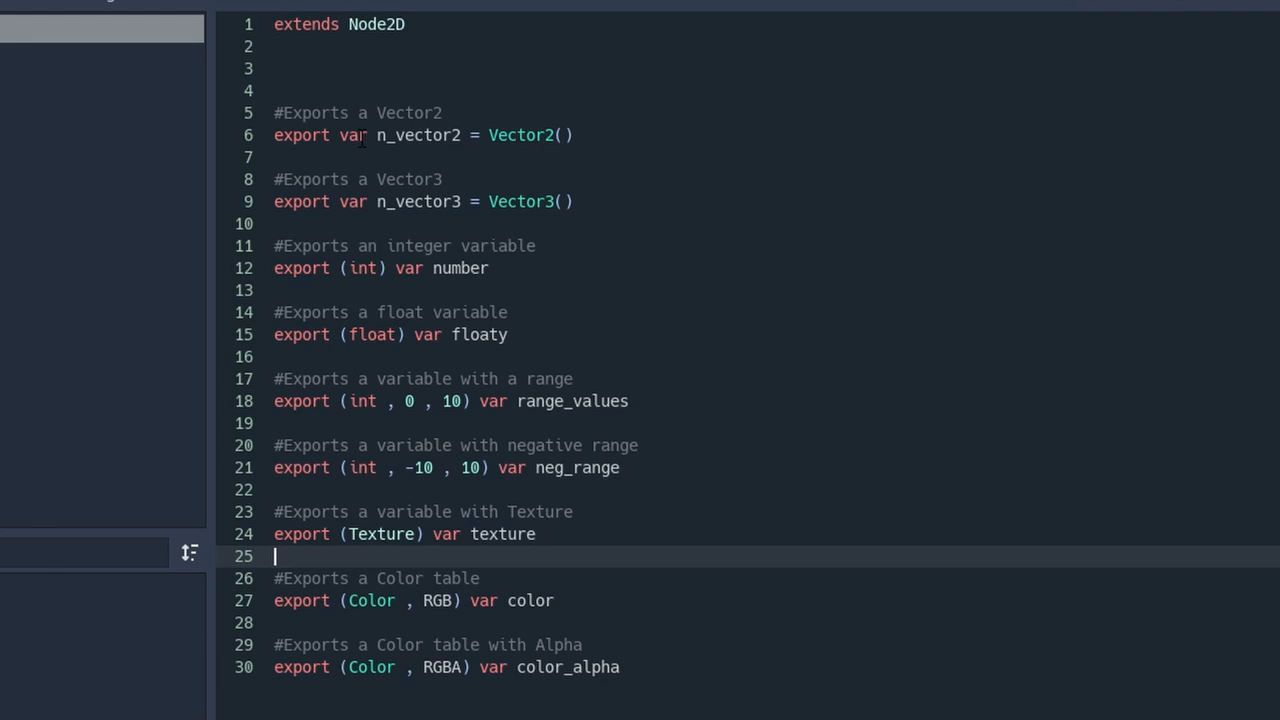 1 extends Node2D
2
3
4
5 #Exports a Vector2
6 export var n_vector2 = Vector2()
7
8 #Exports a Vector3
9 export var n_vector3 = Vector3()
10
11 #Exports an integer variable
12 export (int) var number
13
14 #Exports a float variable
15 export (float) var floaty
16
17 #Exports a variable with a range
18 export (int , 0 , 10) var range_values
19
20 #Exports a variable with negative range
21 export (int , -10 , 10) var neg_range
22
23 #Exports a variable with Texture
24 export (Texture) var texture
25
26 #Exports a Color table
27 export (Color , RGB) var color
28
29 #Exports a Color table with Alpha
30 export (Color , RGBA) var color_alpha